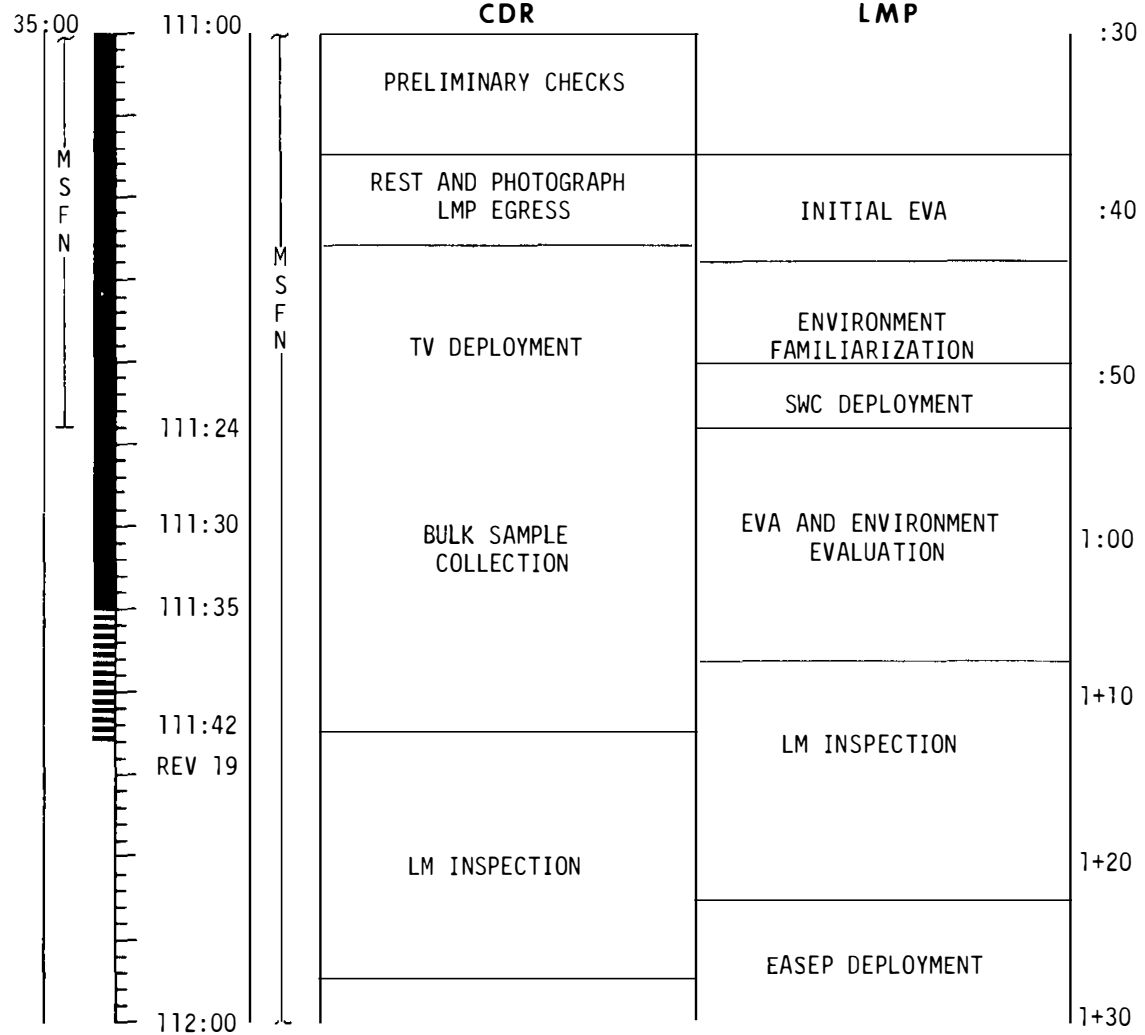 CDR LMP
35:00 111:00 :30
PRELIMINARY CHECKS
MSFN
REST AND PHOTOGRAPH
LMP EGRESS
INITIAL EVA :40
MSFN
TV DEPLOYMENT
ENVIRONMENT
FAMILIARIZATION
:50
SWC DEPLOYMENT
111:24
111:30
BULK SAMPLE
COLLECTION
EVA AND ENVIRONMENT
EVALUATION
1:00
111:35
1+10
111:42
REV 19
LM INSPECTION
LM INSPECTION
1+20
EASEP DEPLOYMENT
112:00 1+30